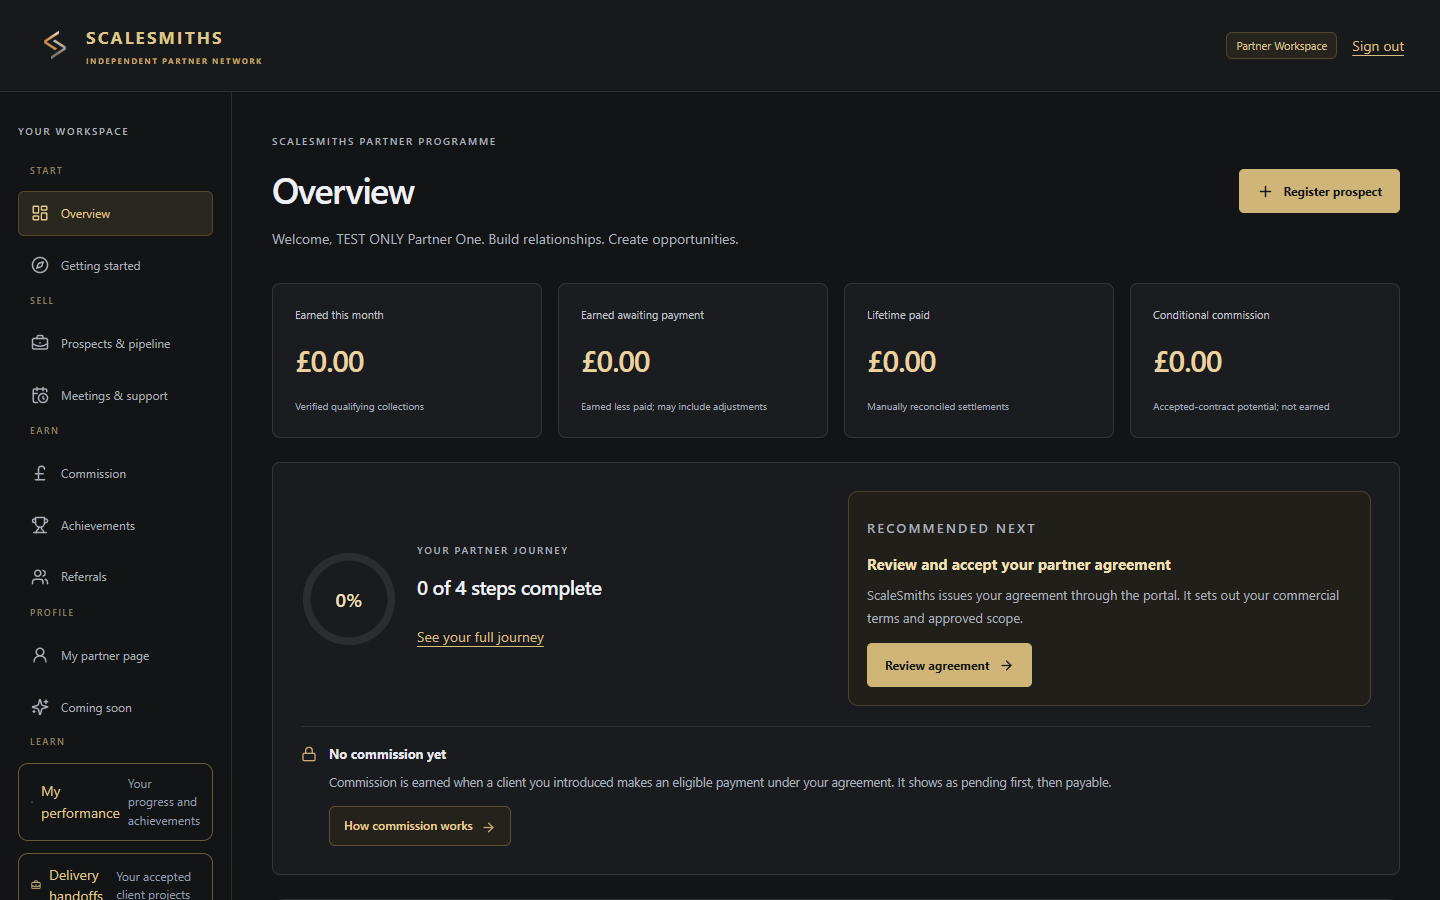 SCALESMITHS
INDEPENDENT PARTNER NETWORK
Partner Workspace
Sign out
YOUR WORKSPACE
START
Overview
Getting started
SELL
Prospects & pipeline
Meetings & support
EARN
Commission
Achievements
Referrals
PROFILE
My partner page
Coming soon
LEARN
My
performance
Your
progress and
achievements
Delivery
handoffs
Your accepted
client projects
SCALESMITHS PARTNER PROGRAMME
Overview
Register prospect
Welcome, TEST ONLY Partner One. Build relationships. Create opportunities.
Earned this month
£0.00
Verified qualifying collections
Earned awaiting payment
£0.00
Earned less paid; may include adjustments
Lifetime paid
£0.00
Manually reconciled settlements
Conditional commission
£0.00
Accepted-contract potential; not earned
0%
YOUR PARTNER JOURNEY
0 of 4 steps complete
See your full journey
RECOMMENDED NEXT
Review and accept your partner agreement
ScaleSmiths issues your agreement through the portal. It sets out your commercial
terms and approved scope.
Review agreement
No commission yet
Commission is earned when a client you introduced makes an eligible payment under your agreement. It shows as pending first, then payable.
How commission works